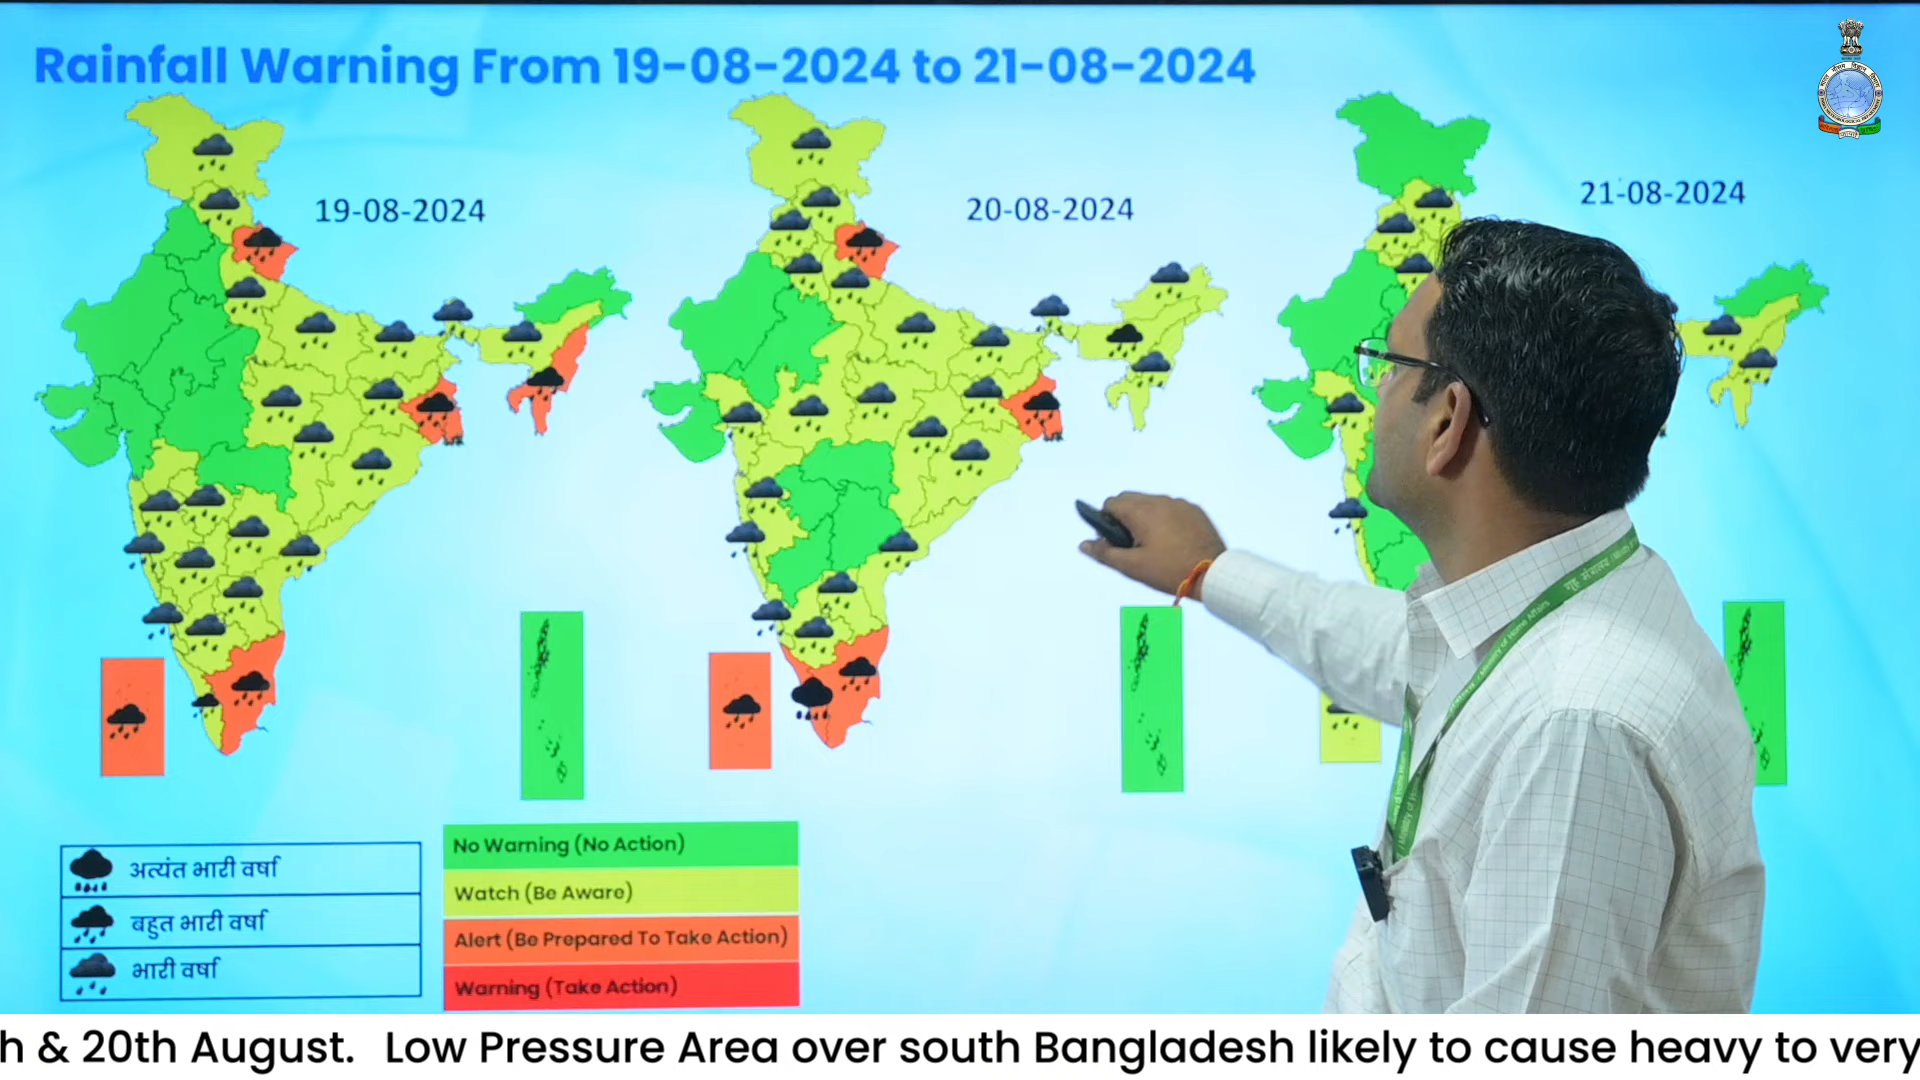 Rainfall Warning From 19-08-2024 to 21-08-2024
19-08-2024
20-08-2024
21-08-2024
अत्यंत भारी वर्षा
बहुत भारी वर्षा
भारी वर्षा
No Warning (No Action)
Watch (Be Aware)
Alert (Be Prepared To Take Action)
Warning (Take Action)
h & 20th August. Low Pressure Area over south Bangladesh likely to cause heavy to very